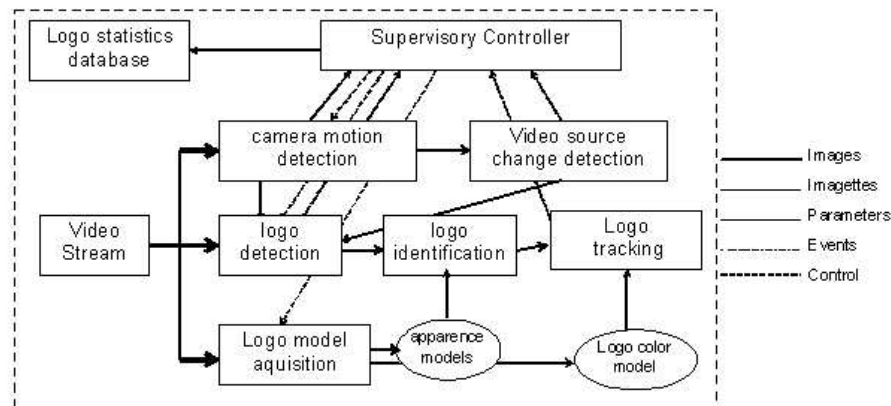 Logo statistics
database
Supervisory Controller
camera motion
detection
Video source
change detection
Images
Imagettes
Parameters
Events
Control
Video
Stream
logo
detection
logo
identification
Logo
tracking
Logo model
aquisition
apparence
models
Logo color
model